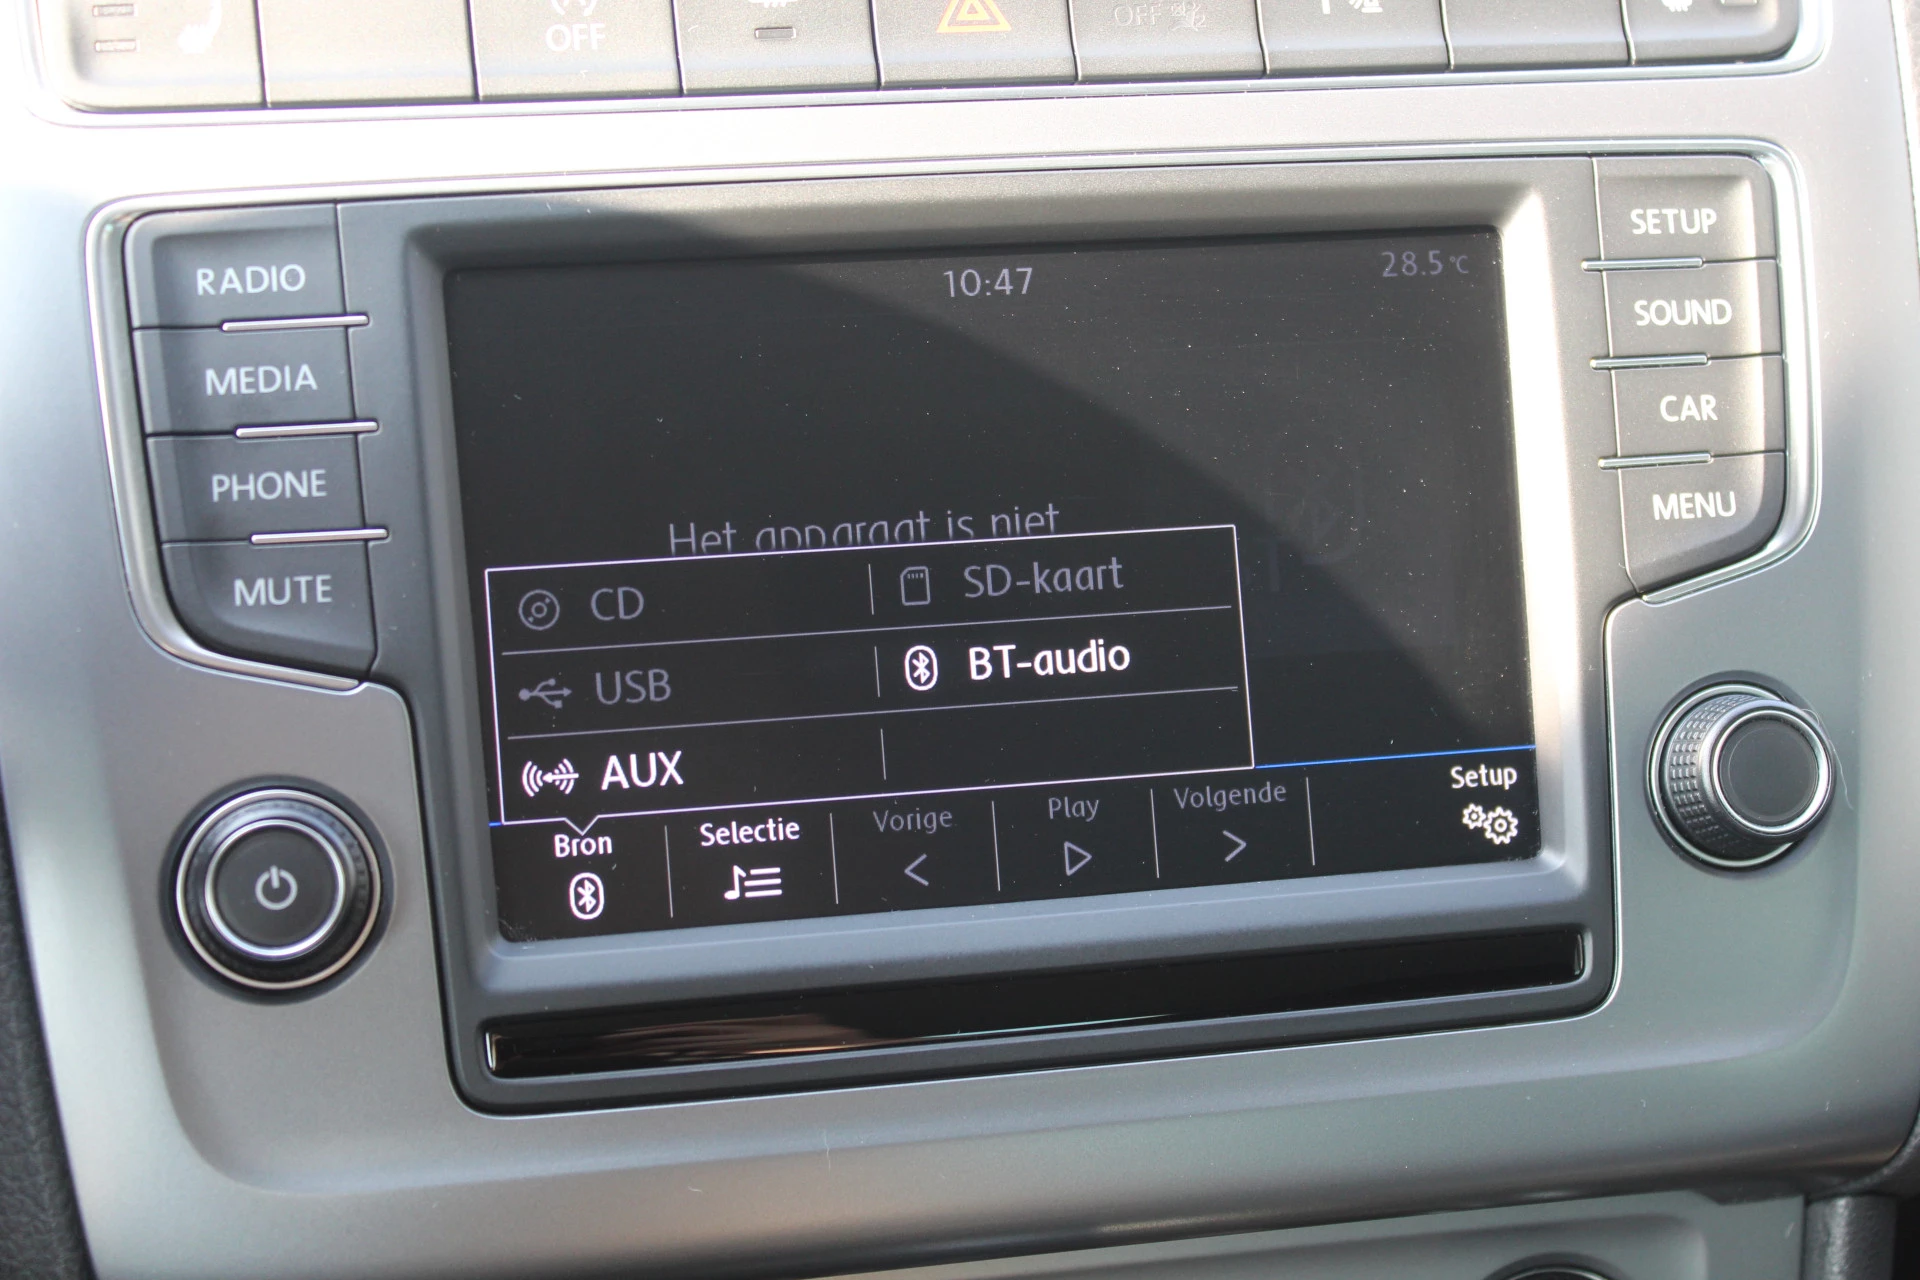 OFF
OFF
RADIO
MEDIA
PHONE
MUTE
10:47
28.5°C
Het apparaat is niet
CD
SD-kaart
USB
BT-audio
AUX
Bron
Selectie
Vorige
Play
Volgende
Setup
SETUP
SOUND
CAR
MENU